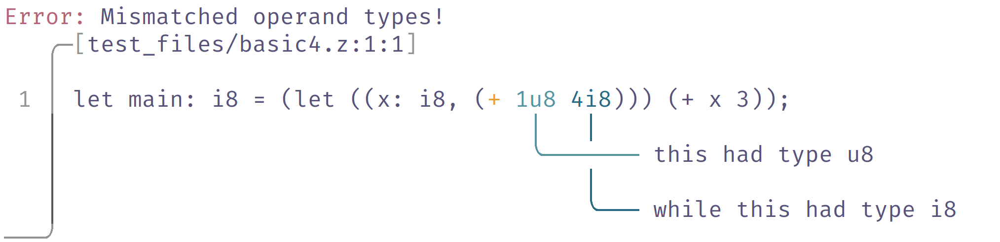 Error: Mismatched operand types!
[test_files/basic4.z:1:1]
1 let main: i8 = (let ((x: i8, (+ 1u8 4i8))) (+ x 3));
this had type u8
while this had type i8